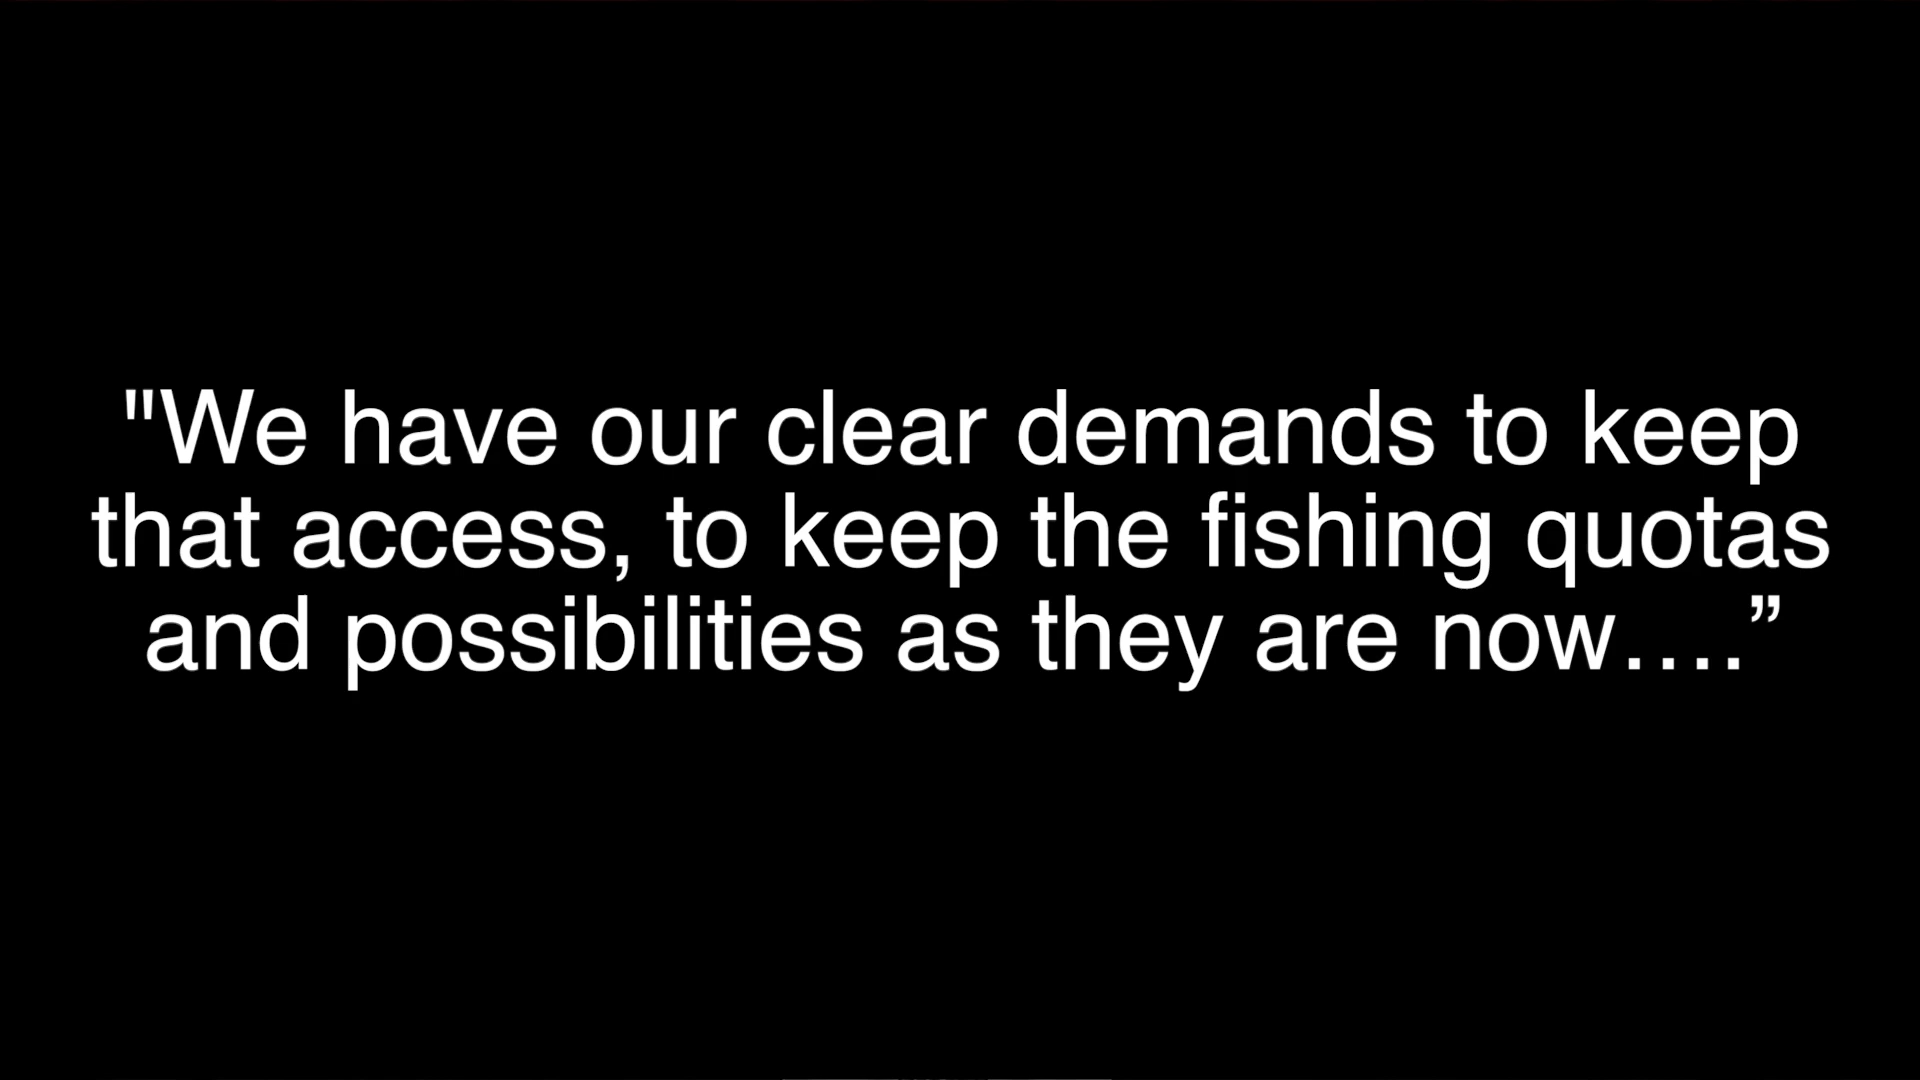 "We have our clear demands to keep
that access, to keep the fishing quotas
and possibilities as they are now….”